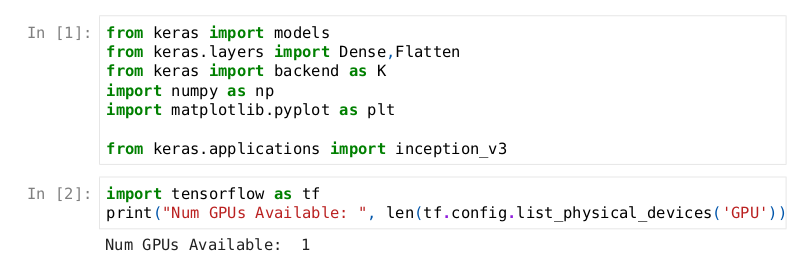 In [1]:
from keras import models
from keras.layers import Dense,Flatten
from keras import backend as K
import numpy as np
import matplotlib.pyplot as plt
from keras.applications import inception_v3
In [2]:
import tensorflow as tf
print("Num GPUs Available: ", len(tf.config.list_physical_devices('GPU'))
Num GPUs Available:  1